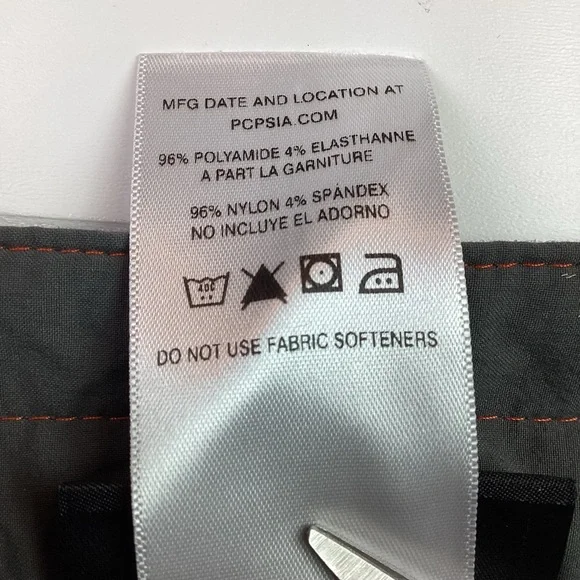 MFG DATE AND LOCATION AT
PCPSIA.COM
96% POLYAMIDE 4% ELASTHANNE
A PART LA GARNITURE
96% NYLON 4% SPANDEX
NO INCLUYE EL ADORNO
40C
DO NOT USE FABRIC SOFTENERS